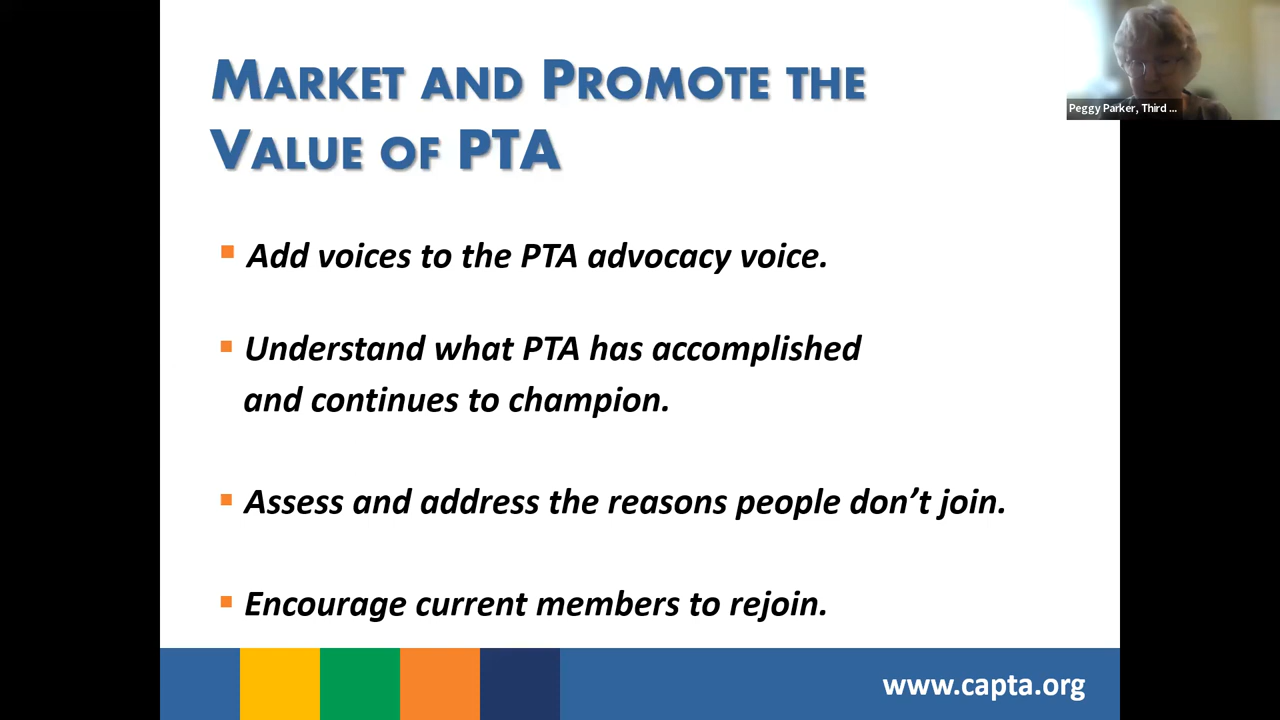 MARKET AND PROMOTE THE
VALUE OF PTA
Peggy Parker, Third ...
Add voices to the PTA advocacy voice.
Understand what PTA has accomplished
and continues to champion.
Assess and address the reasons people don’t join.
Encourage current members to rejoin.
www.capta.org